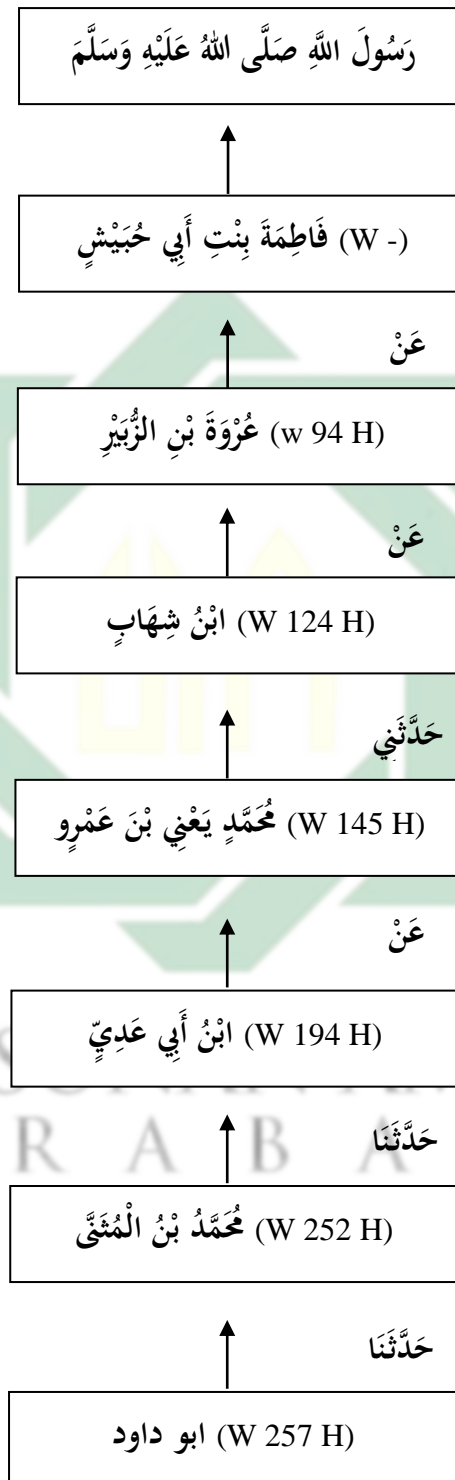 رَسُولَ اللَّهِ صَلَّى اللهُ عَلَيْهِ وَسَلَّمَ
فَاطِمَةَ بِنْتِ أَبِي حُبَيْشٍ (W -)
عَنْ
عُرْوَةَ بْنِ الزُّبَيْرِ (w 94 H)
عَنْ
ابْنُ شِهَابٍ (W 124 H)
حَدَّثَنِي
مُحَمَّدٍ يَعْنِي بْنَ عَمْرٍو (W 145 H)
عَنْ
ابْنُ أَبِي عَدِيٍّ (W 194 H)
حَدَّثَنَا
R A B A
مُحَمَّدُ بْنُ الْمُثَنَّى (W 252 H)
حَدَّثَنَا
ابو داود (W 257 H)